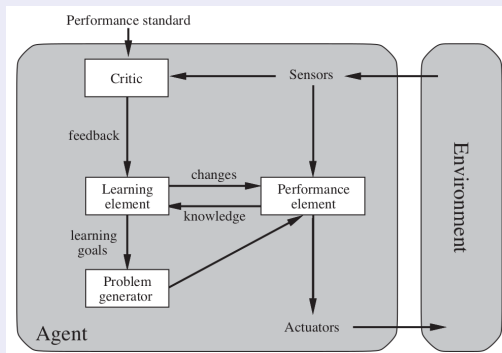 Performance standard
Critic
Sensors
feedback
changes
Learning
element
Performance
element
knowledge
learning
goals
Problem
generator
Agent
Actuators
Environment